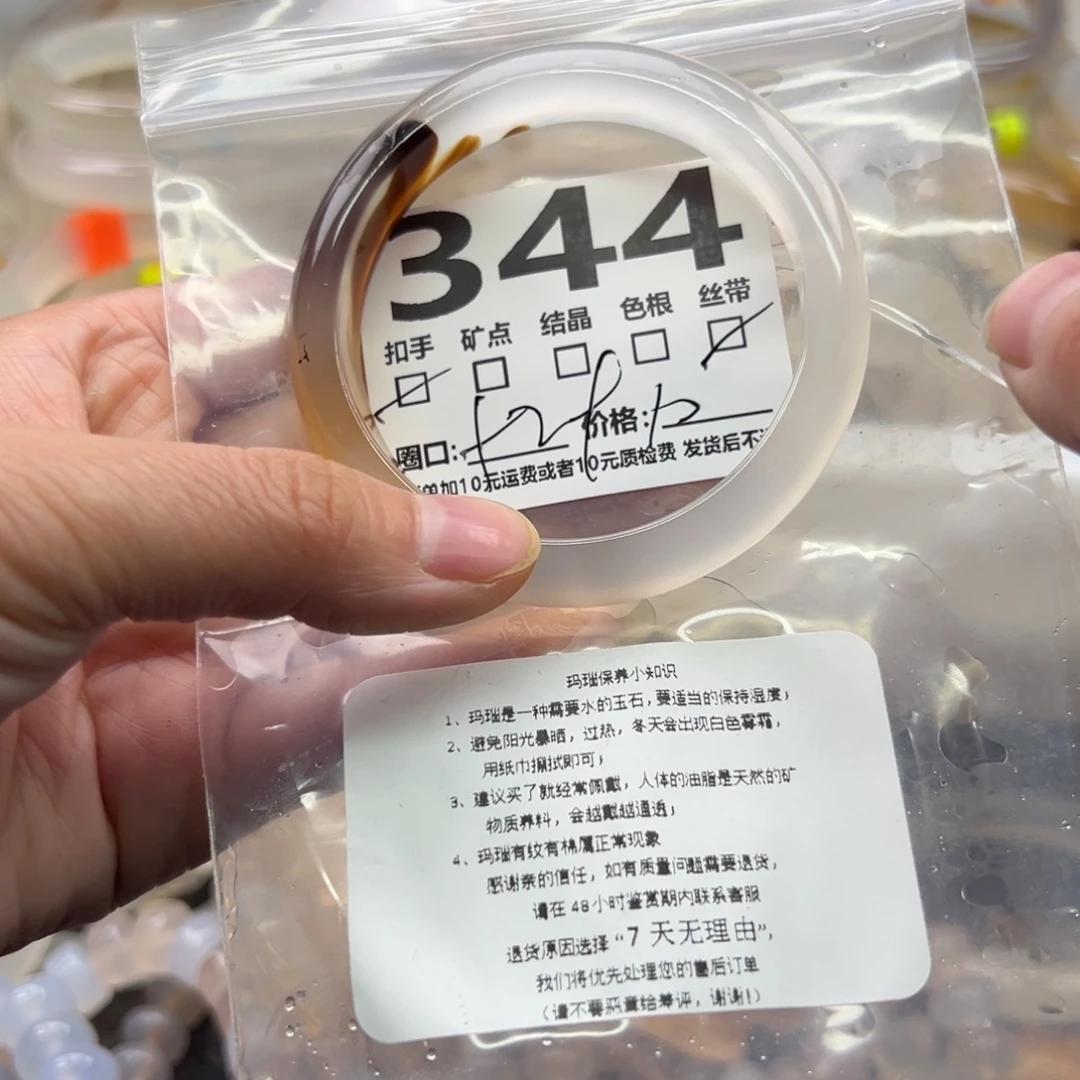 344
扣手 矿点 结晶 色根 丝带
圈口: 价格:12
单加10元运费或者10元质检费 发货后不
玛瑙保养小知识
1、玛瑙是一种需要水的玉石,要适当的保持湿度;
2、避免阳光暴晒,过热,冬天会出现白色雾霜,
用纸巾擦拭即可;
3、建议买了就经常佩戴,人体的油脂是天然的矿
物质养料,会越戴越通透;
4、玛瑙有纹有棉属正常现象
感谢亲的信任,如有质量问题需要退货,
请在48小时鉴赏期内联系客服
退货原因选择“7天无理由”,
我们将优先处理您的售后订单
(请不要恶意给差评,谢谢!)